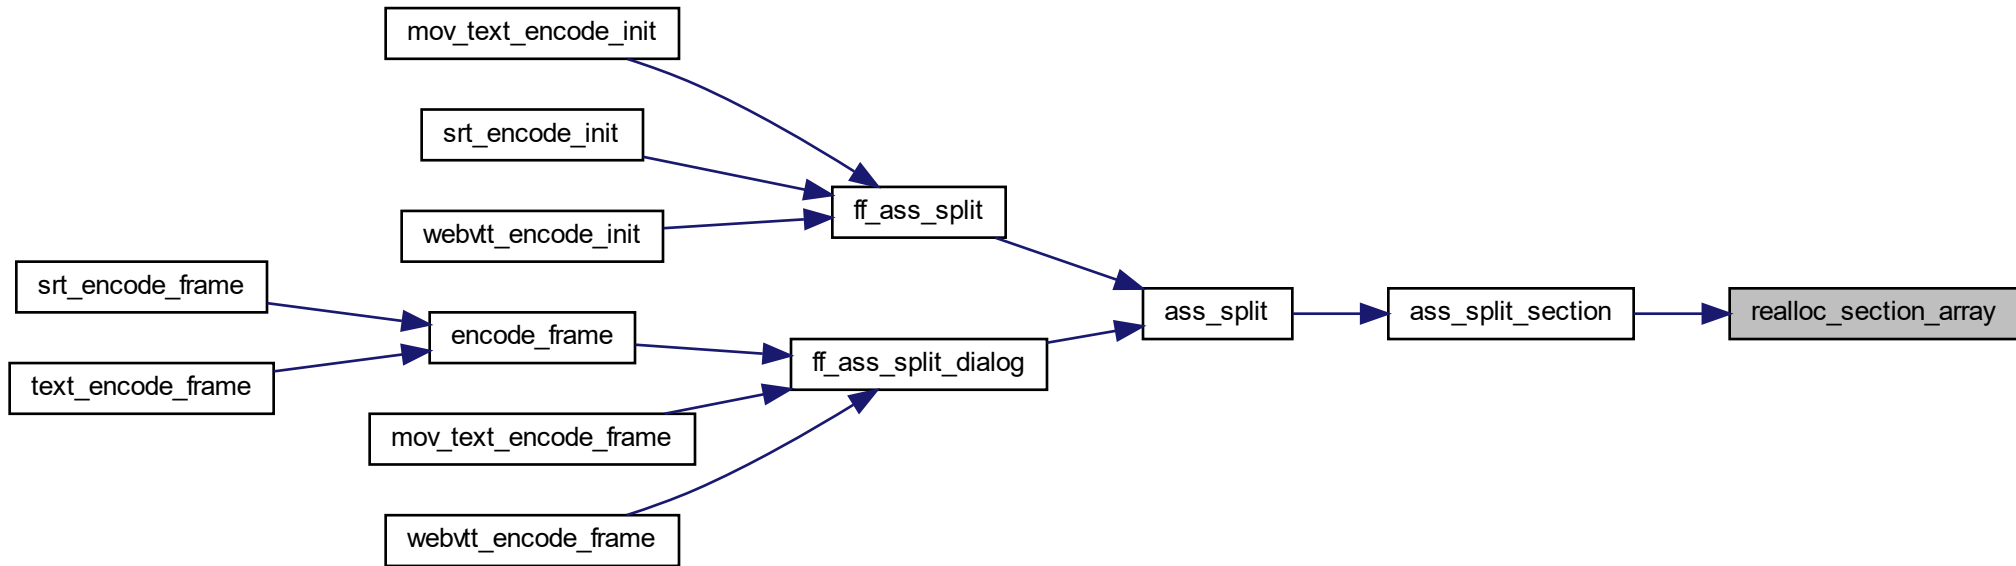 mov_text_encode_init
srt_encode_init
webvtt_encode_init
ff_ass_split
srt_encode_frame
text_encode_frame
encode_frame
ff_ass_split_dialog
mov_text_encode_frame
webvtt_encode_frame
ass_split
ass_split_section
realloc_section_array